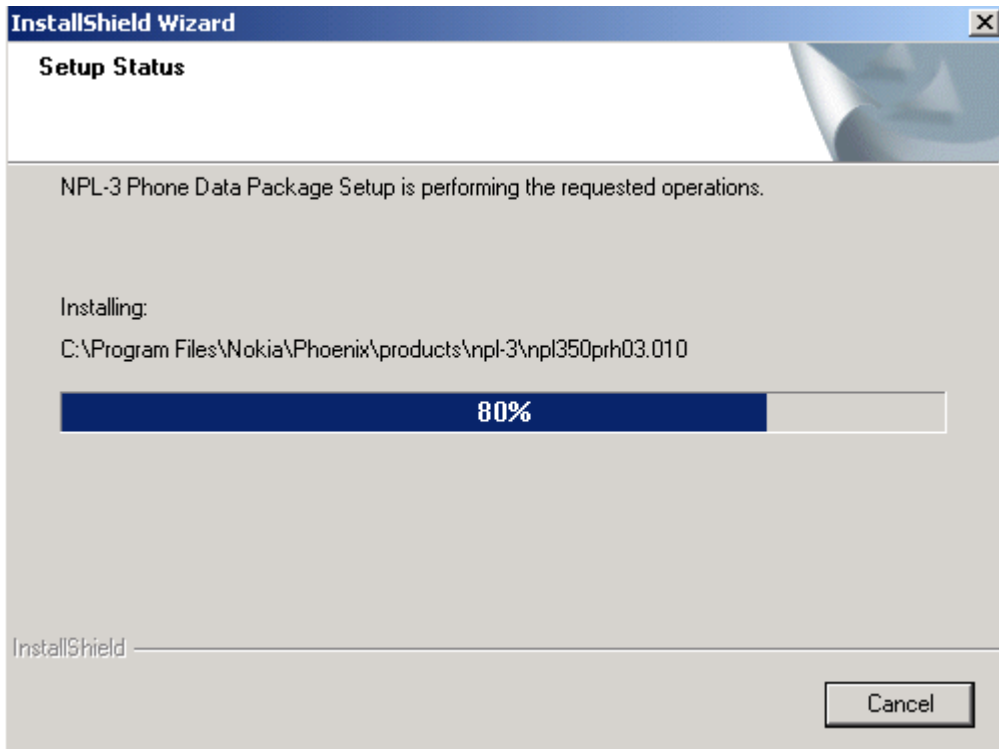 InstallShield Wizard
Setup Status
NPL-3 Phone Data Package Setup is performing the requested operations.
Installing:
C:\Program Files\Nokia\Phoenix\products\npl-3\npl350prh03.010
80%
InstallShield
Cancel